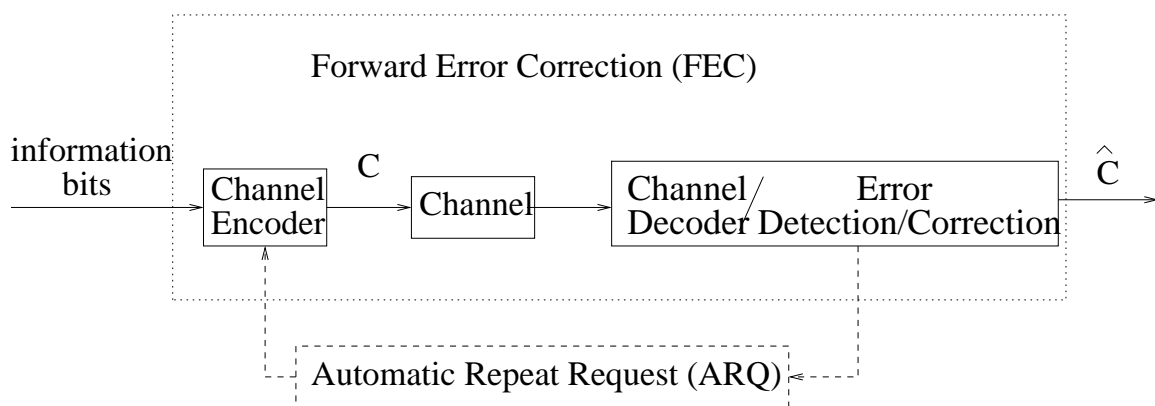 Forward Error Correction (FEC)
information
bits
Channel
Encoder
C
Channel
Channel / Error
Decoder Detection/Correction
Ĉ
Automatic Repeat Request (ARQ)